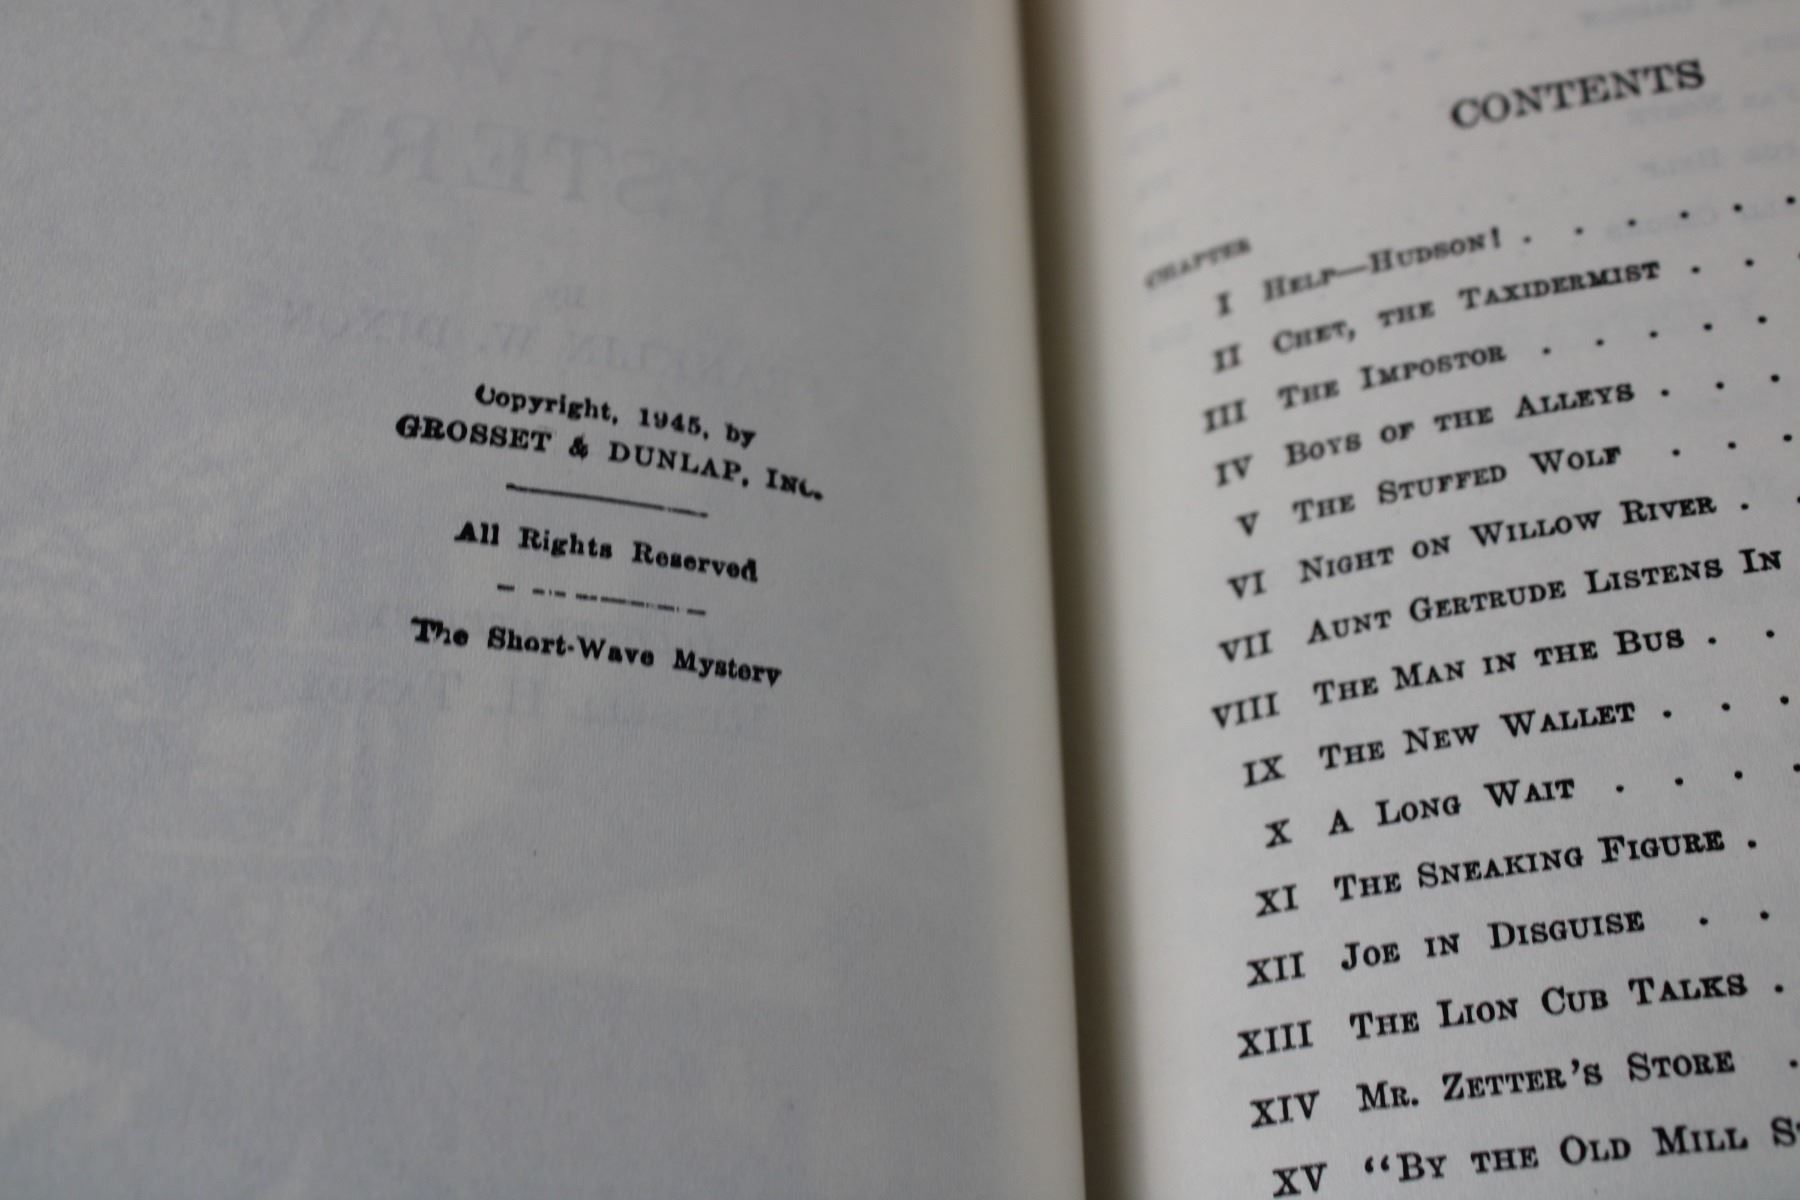 Copyright, 1945, by
GROSSET & DUNLAP, Inc.
All Rights Reserved
The Short-Wave Mystery
CONTENTS
CHAPTER
I Help—Hudson! . . . . . .
II Chet, the Taxidermist . . .
III The Impostor . . . . .
IV Boys of the Alleys . . .
V The Stuffed Wolf . . .
VI Night on Willow River . .
VII Aunt Gertrude Listens In
VIII The Man in the Bus . .
IX The New Wallet . . .
X A Long Wait . . . .
XI The Sneaking Figure .
XII Joe in Disguise . .
XIII The Lion Cub Talks .
XIV Mr. Zetter's Store .
XV "By the Old Mill